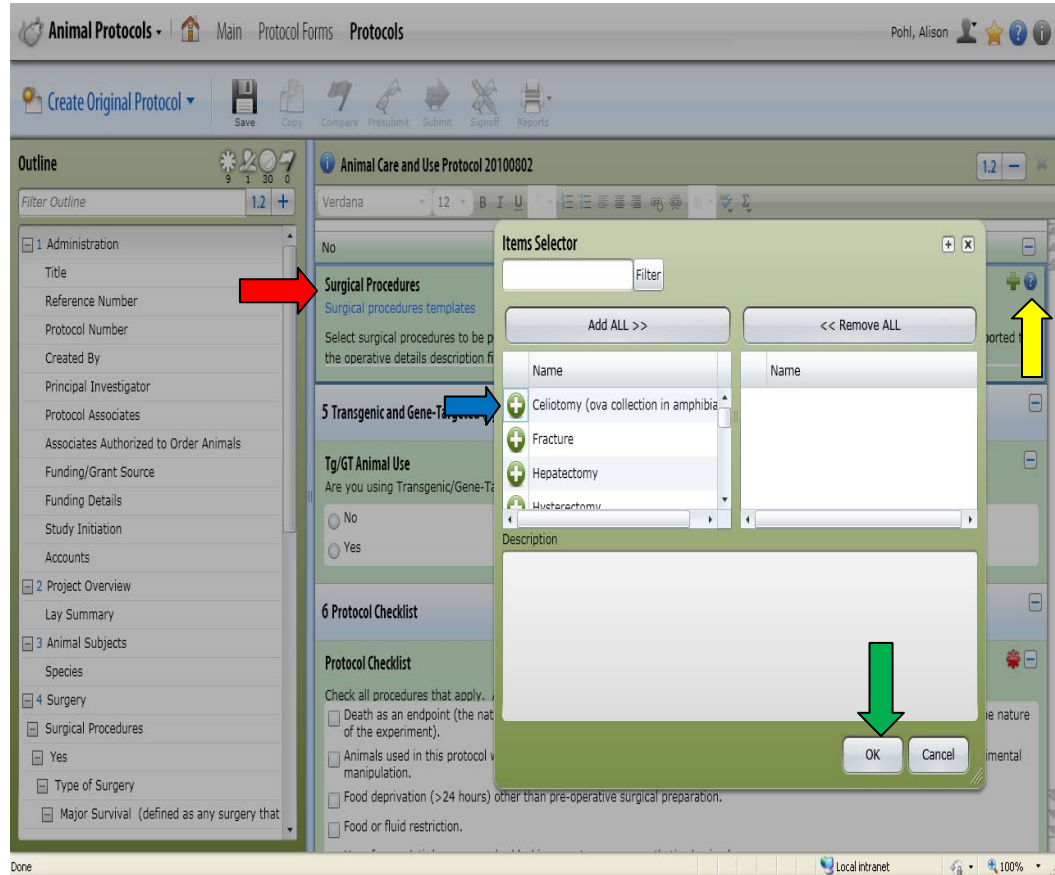 Animal Protocols
Main
Protocol Forms
Protocols
Pohl, Alison
Create Original Protocol
Save
Copy
Compare
Presubmit
Submit
Signoff
Reports
Outline
9 1 30 0
Filter Outline
1.2 +
1 Administration
Title
Reference Number
Protocol Number
Created By
Principal Investigator
Protocol Associates
Associates Authorized to Order Animals
Funding/Grant Source
Funding Details
Study Initiation
Accounts
2 Project Overview
Lay Summary
3 Animal Subjects
Species
4 Surgery
Surgical Procedures
Yes
Type of Surgery
Major Survival (defined as any surgery that
Animal Care and Use Protocol 20100802
1.2
Verdana
12
B I U
No
Surgical Procedures
Surgical procedures templates
Select surgical procedures to be p
the operative details description fi
5 Transgenic and Gene-Targeted
Tg/GT Animal Use
Are you using Transgenic/Gene-Ta
No
Yes
6 Protocol Checklist
Protocol Checklist
Check all procedures that apply.
Death as an endpoint (the nat
e nature
of the experiment).
Animals used in this protocol w
imental
manipulation.
Food deprivation (>24 hours) other than pre-operative surgical preparation.
Food or fluid restriction.
Items Selector
Filter
Add ALL >>
<< Remove ALL
Name
Name
Celiotomy (ova collection in amphibia
Fracture
Hepatectomy
Hysterectomy
Description
OK
Cancel
Done
Local intranet
100%